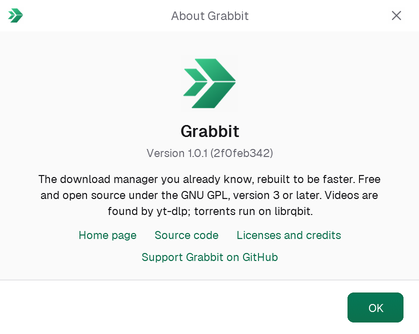 About Grabbit
Grabbit
Version 1.0.1 (2f0feb342)
The download manager you already know, rebuilt to be faster. Free
and open source under the GNU GPL, version 3 or later. Videos are
found by yt-dlp; torrents run on librqbit.
Home page Source code Licenses and credits
Support Grabbit on GitHub
OK